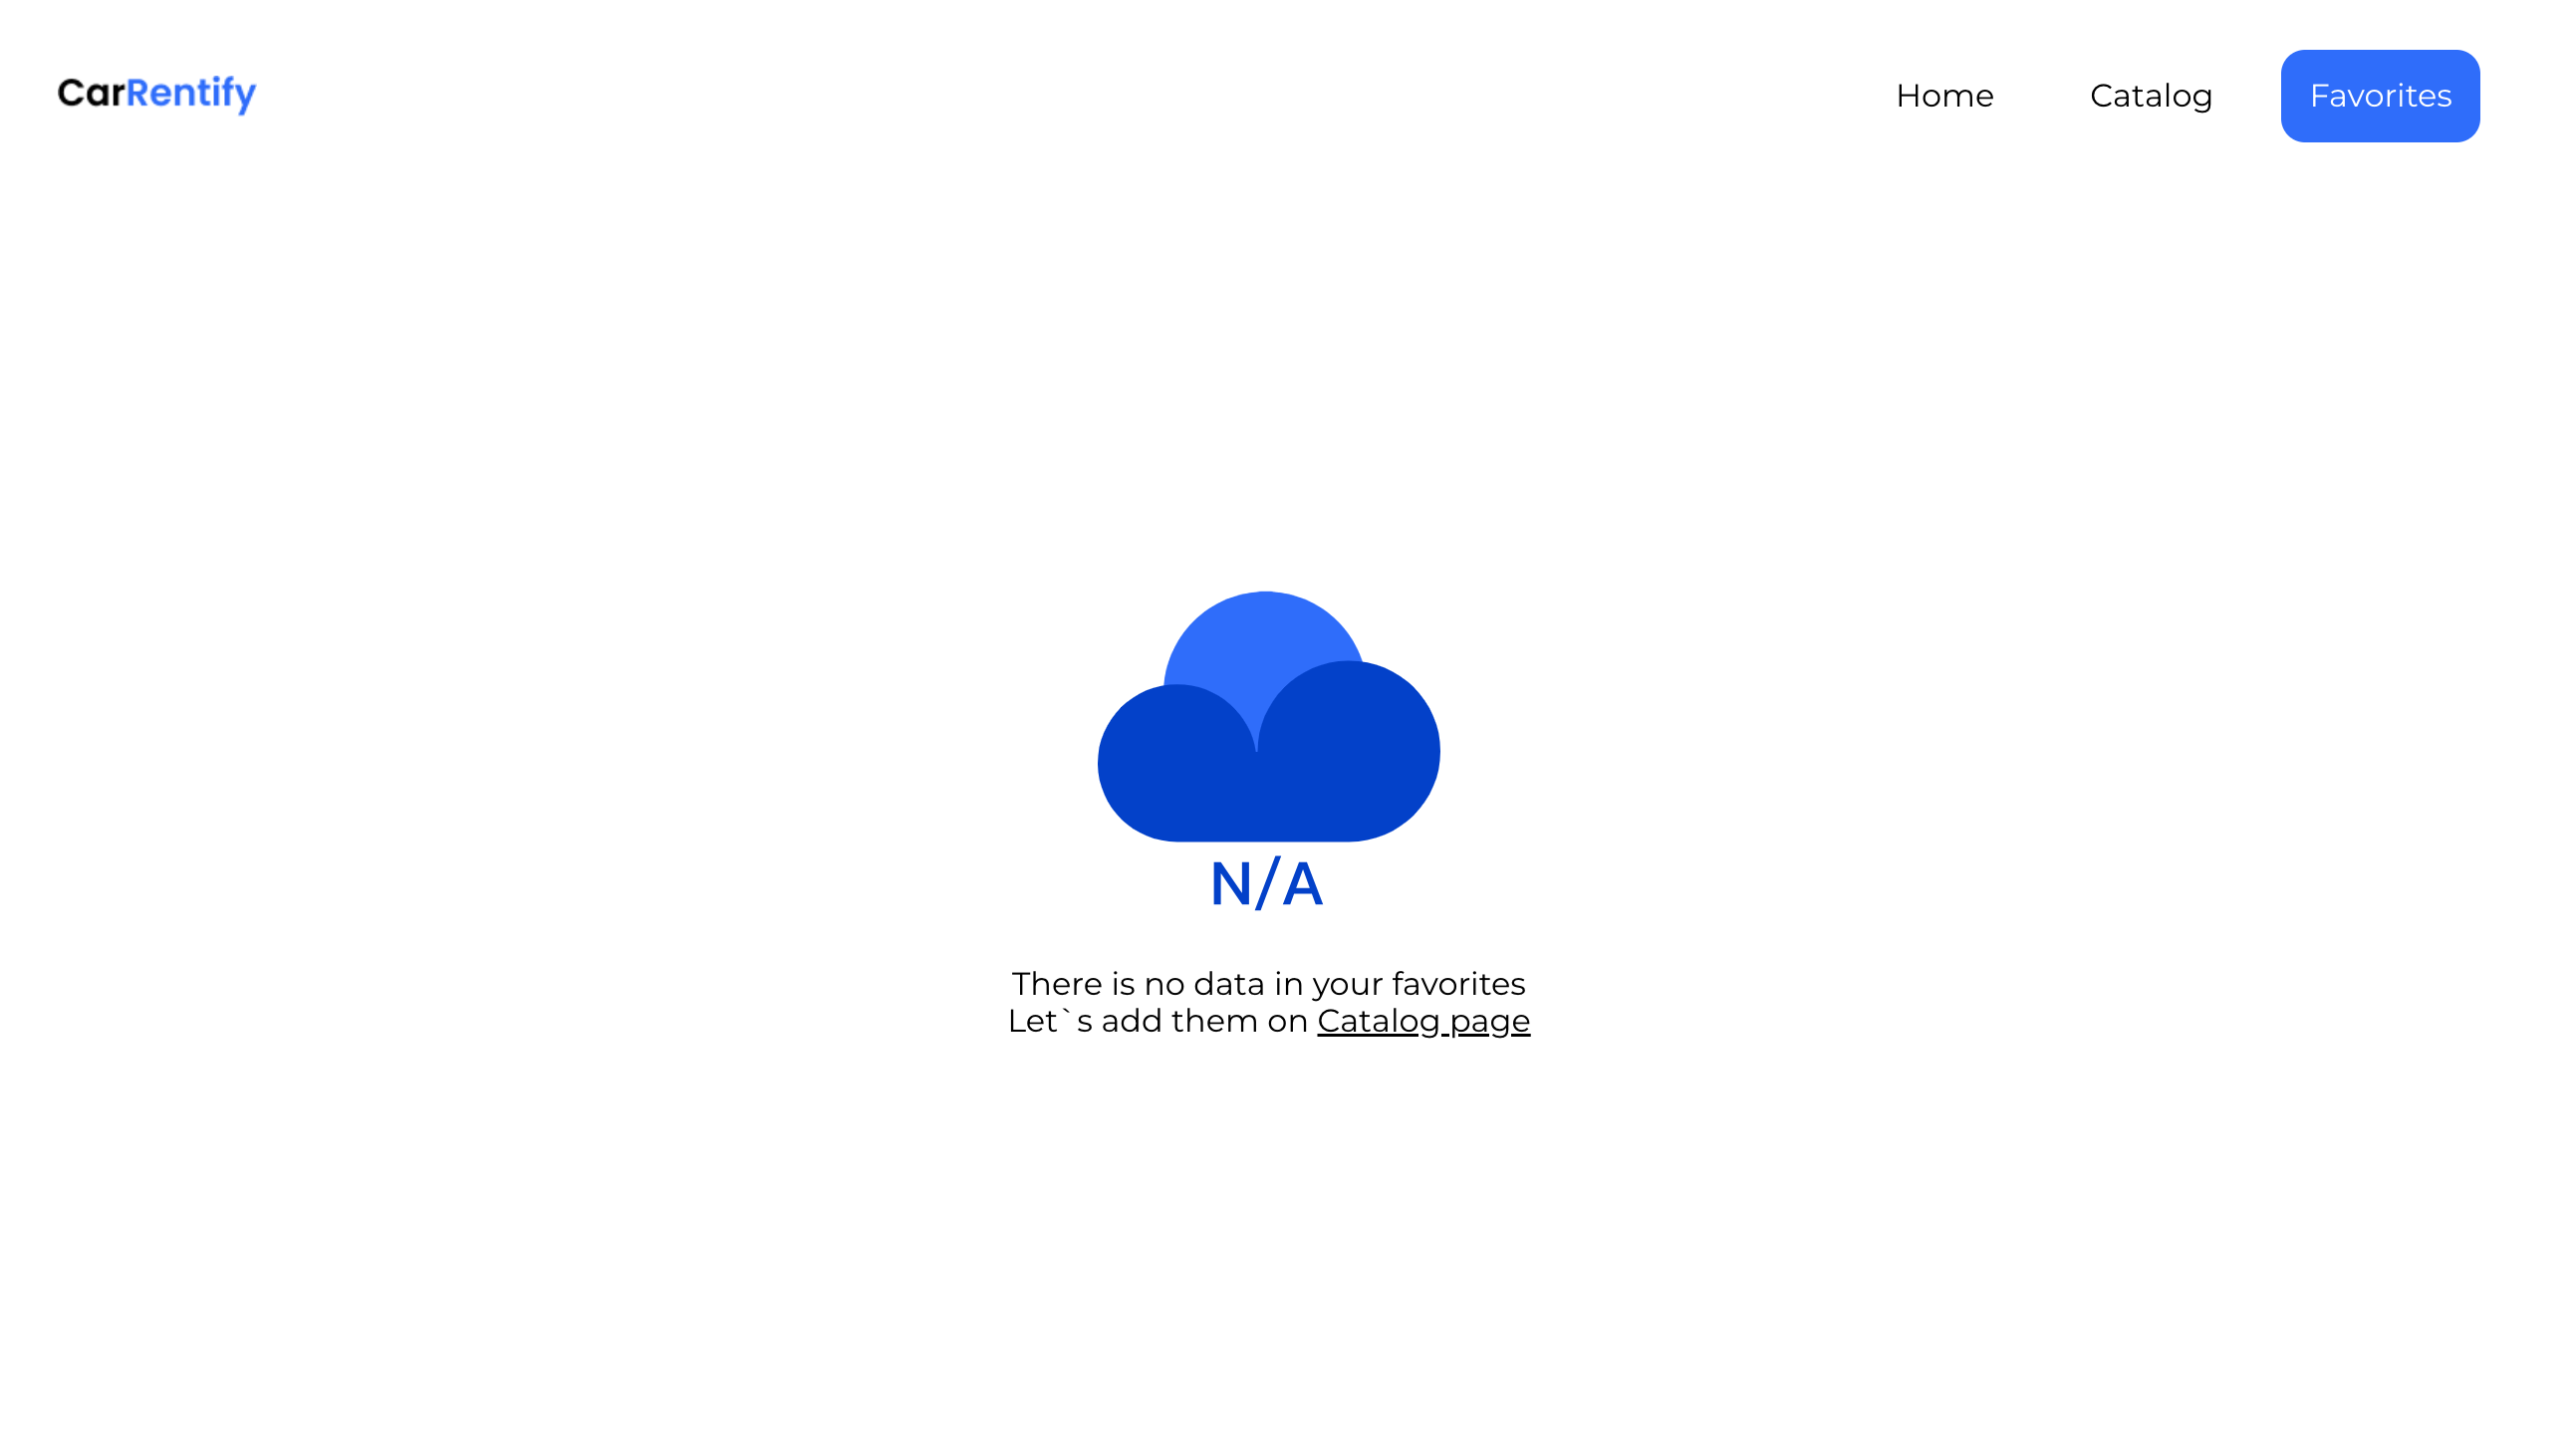 CarRentify
Home
Catalog
Favorites
N/A
There is no data in your favorites
Let`s add them on Catalog page